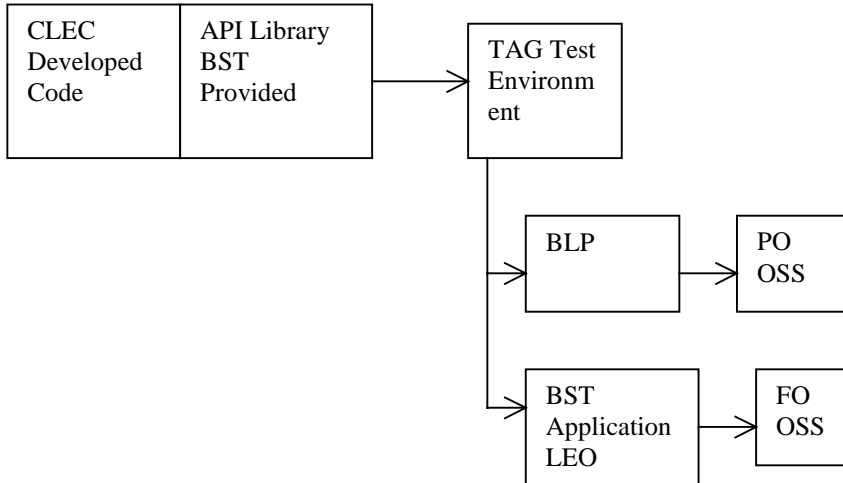 CLEC
Developed
Code
API Library
BST
Provided
TAG Test
Environm
ent
BLP
PO
OSS
BST
Application
LEO
FO
OSS